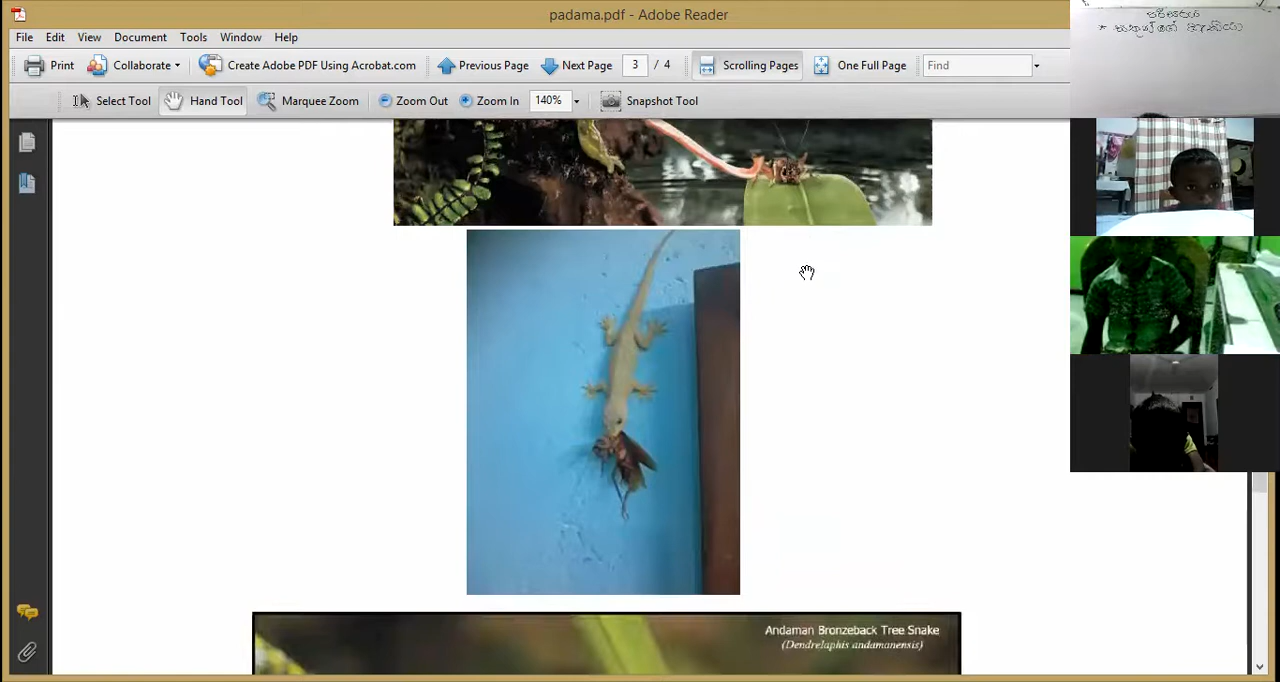 padama.pdf - Adobe Reader
File Edit View Document Tools Window Help
Print Collaborate Create Adobe PDF Using Acrobat.com Previous Page Next Page 3 / 4 Scrolling Pages One Full Page Find
Select Tool Hand Tool Marquee Zoom Zoom Out Zoom In 140% Snapshot Tool
පරිසරය
Andaman Bronzeback Tree Snake
(Dendrelaphis andamanensis)